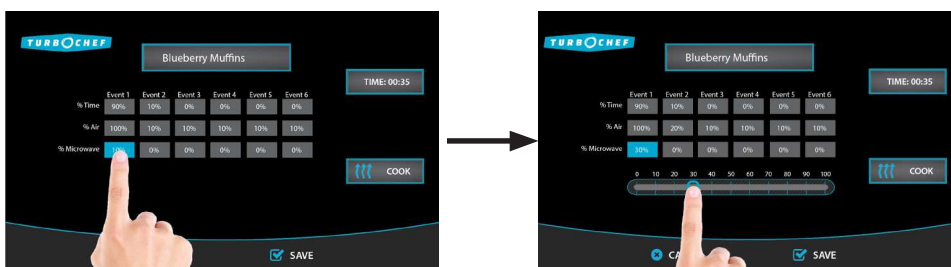 TURBOCHEF
Blueberry Muffins
TIME: 00:35
Event 1 Event 2 Event 3 Event 4 Event 5 Event 6
% Time 90% 10% 0% 0% 0% 0%
% Air 100% 10% 10% 10% 10% 10%
% Microwave 10% 0% 0% 0% 0% 0%
COOK
SAVE
TURBOCHEF
Blueberry Muffins
TIME: 00:35
Event 1 Event 2 Event 3 Event 4 Event 5 Event 6
% Time 90% 10% 0% 0% 0% 0%
% Air 100% 20% 10% 10% 10% 10%
% Microwave 30% 0% 0% 0% 0% 0%
COOK
0 10 20 30 40 50 60 70 80 90 100
SAVE